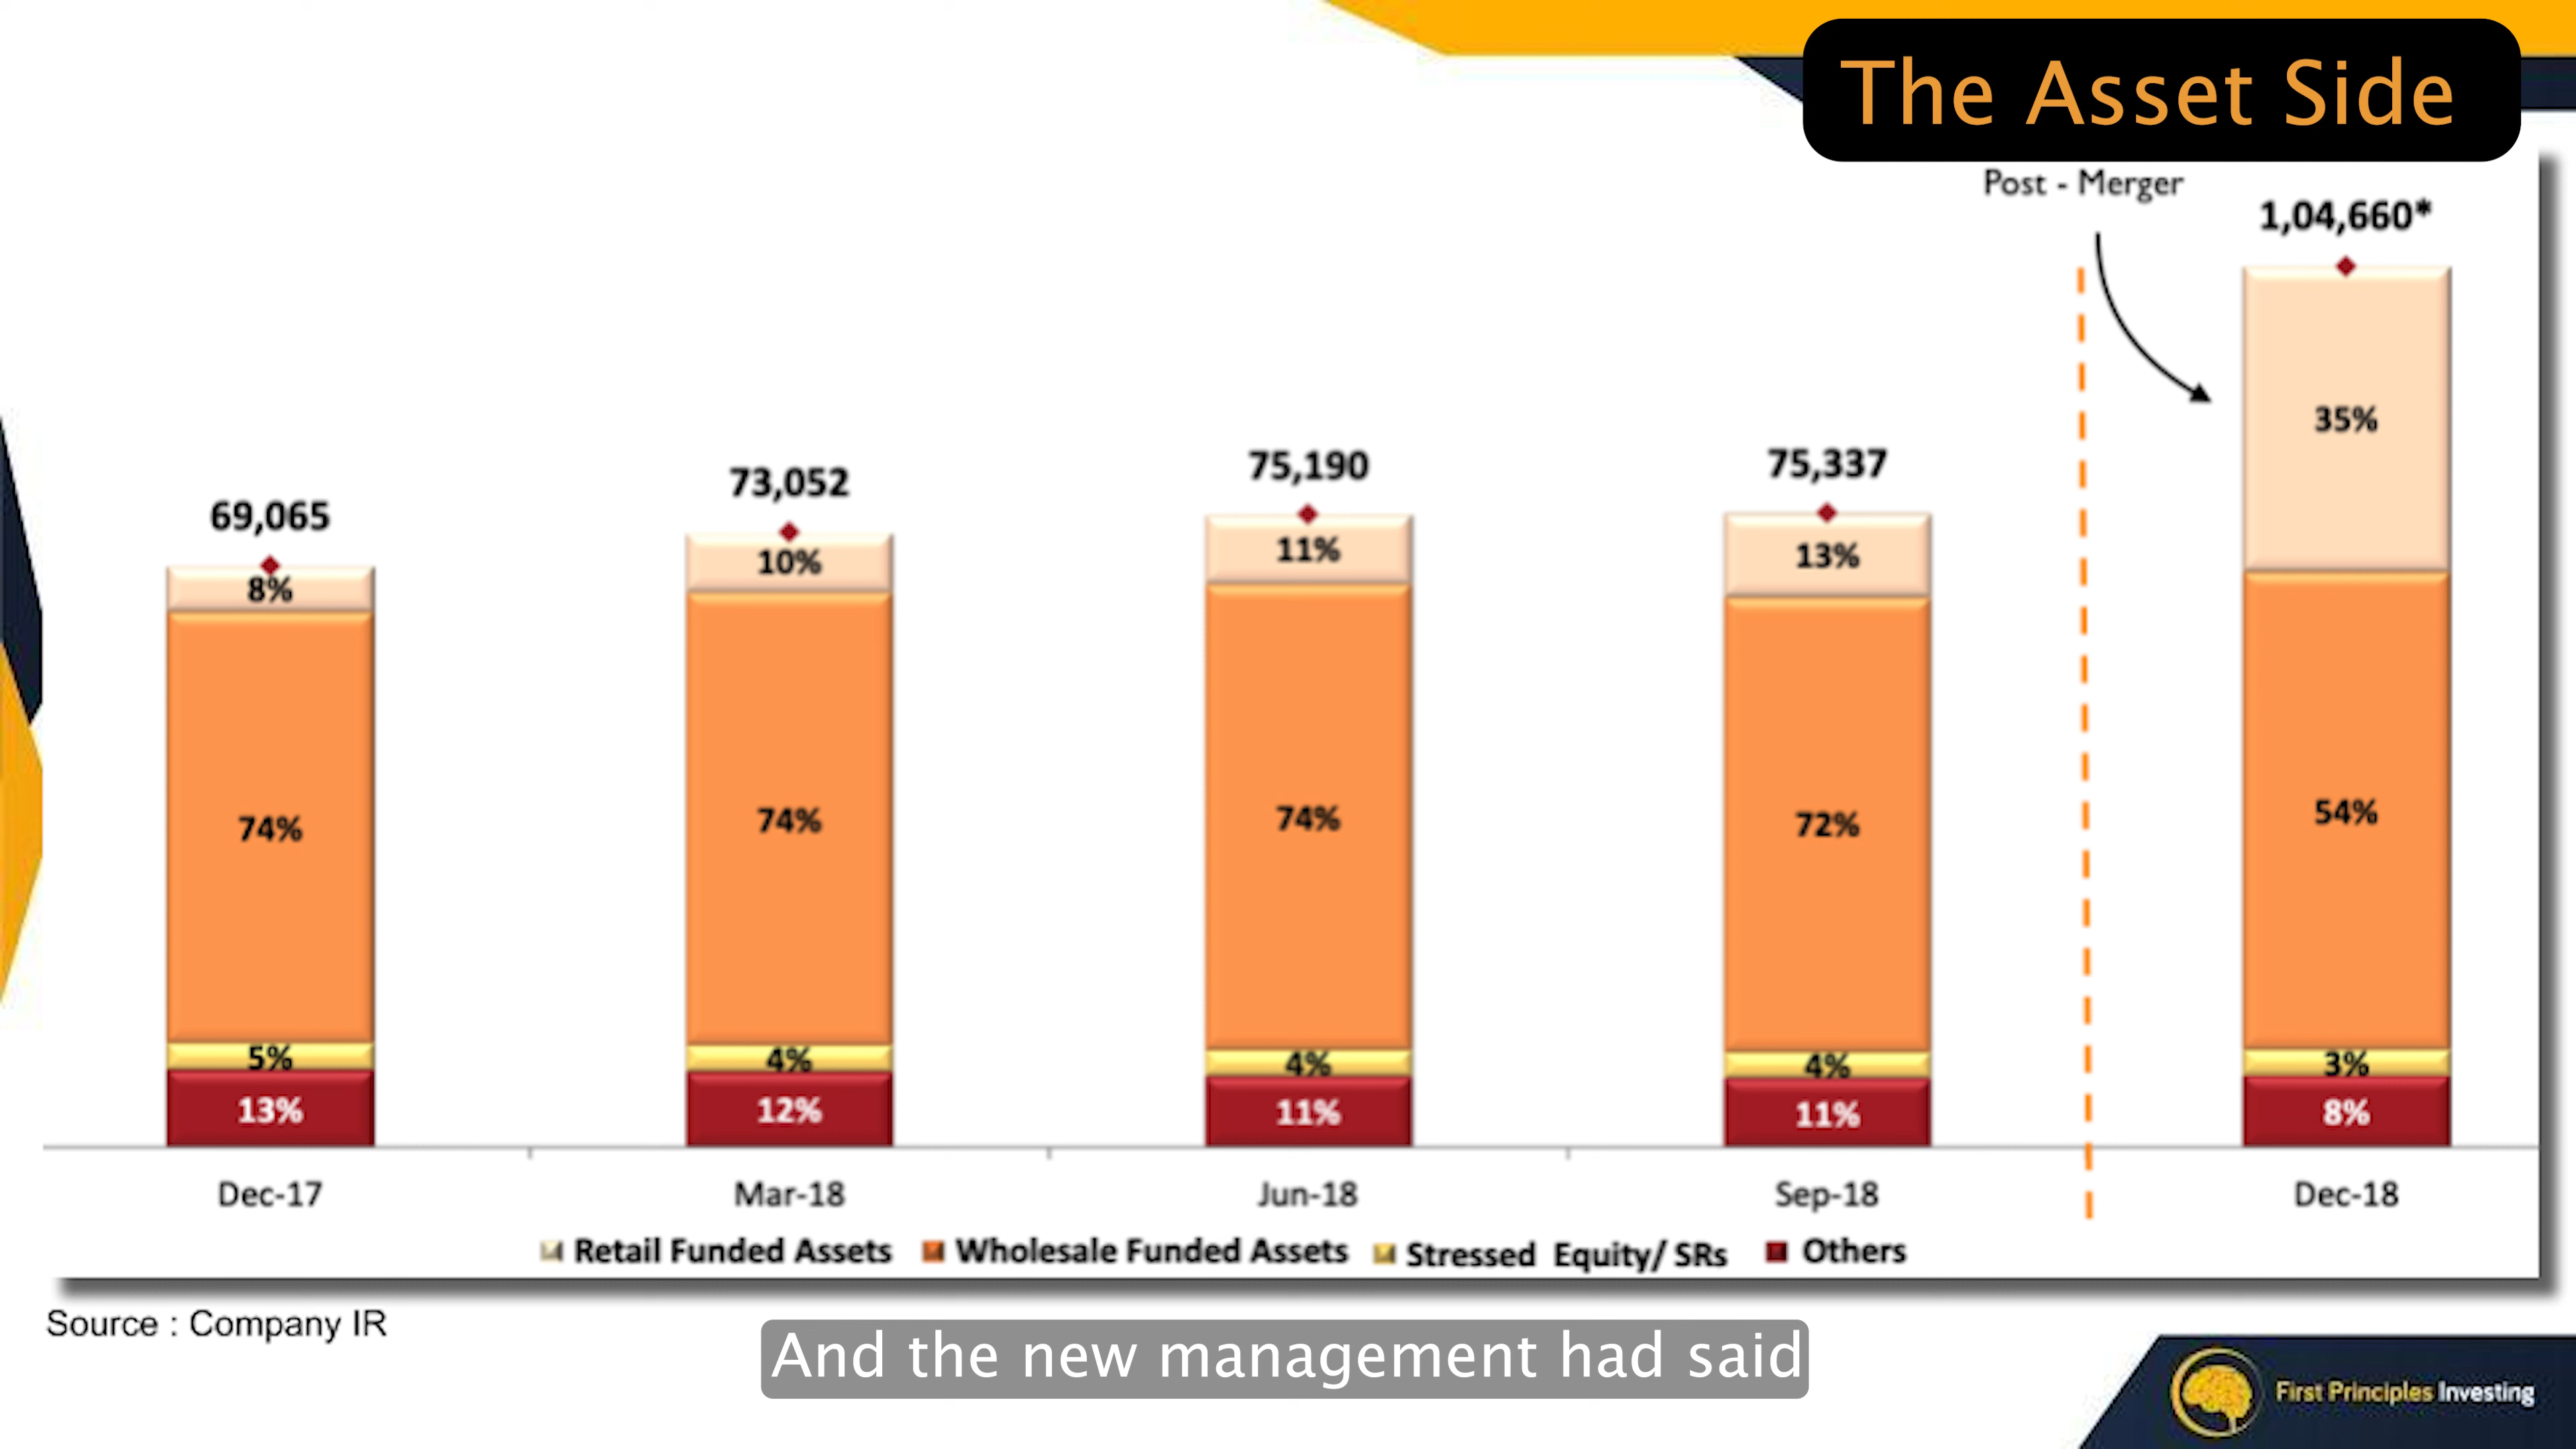 The Asset Side
Post - Merger
1,04,660*
69,065
73,052
75,190
75,337
8%
10%
11%
13%
35%
74%
74%
74%
72%
54%
5%
4%
4%
4%
3%
13%
12%
11%
11%
8%
Dec-17
Mar-18
Jun-18
Sep-18
Dec-18
Retail Funded Assets
Wholesale Funded Assets
Stressed Equity/ SRs
Others
Source : Company IR
And the new management had said
First Principles Investing